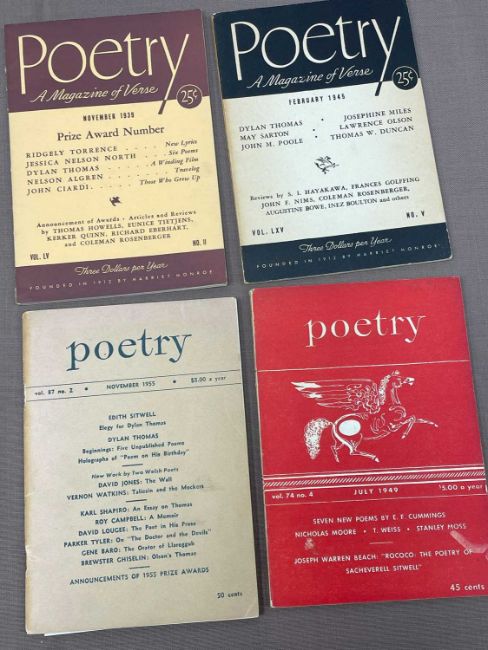 Poetry
A Magazine of Verse
25¢
NOVEMBER 1939
Prize Award Number
RIDGELY TORRENCE . . . . New Lyrics
JESSICA NELSON NORTH . . Six Poems
DYLAN THOMAS . . . . A Winding Film
NELSON ALGREN . . . . . Traveog
JOHN CIARDI . . . Those Who Grew Up
Announcement of Awards - Articles and Reviews
by THOMAS HOWELLS, EUNICE TIETJENS,
KERKER QUINN, RICHARD EBERHART,
and COLEMAN ROSENBERGER
VOL. LV NO. II
Three Dollars per Year
FOUNDED IN 1912 BY HARRIET MONROE
Poetry
A Magazine of Verse
25¢
FEBRUARY 1945
DYLAN THOMAS • JOSEPHINE MILES
MAY SARTON • LAWRENCE OLSON
JOHN M. POOLE • THOMAS W. DUNCAN
Reviews by S. I. HAYAKAWA, FRANCES GOLFFING
JOHN F. NIMS, COLEMAN ROSENBERGER,
AUGUSTINE BOWE, INEZ BOULTON and others
VOL. LXV NO. V
Three Dollars per Year
FOUNDED IN 1912 BY HARRIET MONROE
poetry
vol. 87 no. 2 • NOVEMBER 1955 • $5.00 a year
EDITH SITWELL
Elegy for Dylan Thomas
DYLAN THOMAS
Beginnings: Five Unpublished Poems
Holographs of "Poem on His Birthday"
New Work by Two Welsh Poets
DAVID JONES: The Wall
VERNON WATKINS: Taliesin and the Mockers
KARL SHAPIRO: An Essay on Thomas
ROY CAMPBELL: A Memoir
DAVID LOUGEE: The Poet in His Press
PARKER TYLER: On "The Doctor and the Devils"
GENE BARO: The Orator of Llareggub
BREWSTER GHISELIN: Olson's Thomas
ANNOUNCEMENTS OF 1955 PRIZE AWARDS
50 cents
poetry
vol. 74 no. 4 JULY 1949 $5.00 a year
SEVEN NEW POEMS BY E. E. CUMMINGS
NICHOLAS MOORE • T. WEISS • STANLEY MOSS
JOSEPH WARREN BEACH: "ROCOCO: THE POETRY OF
SACHEVERELL SITWELL"
45 cents